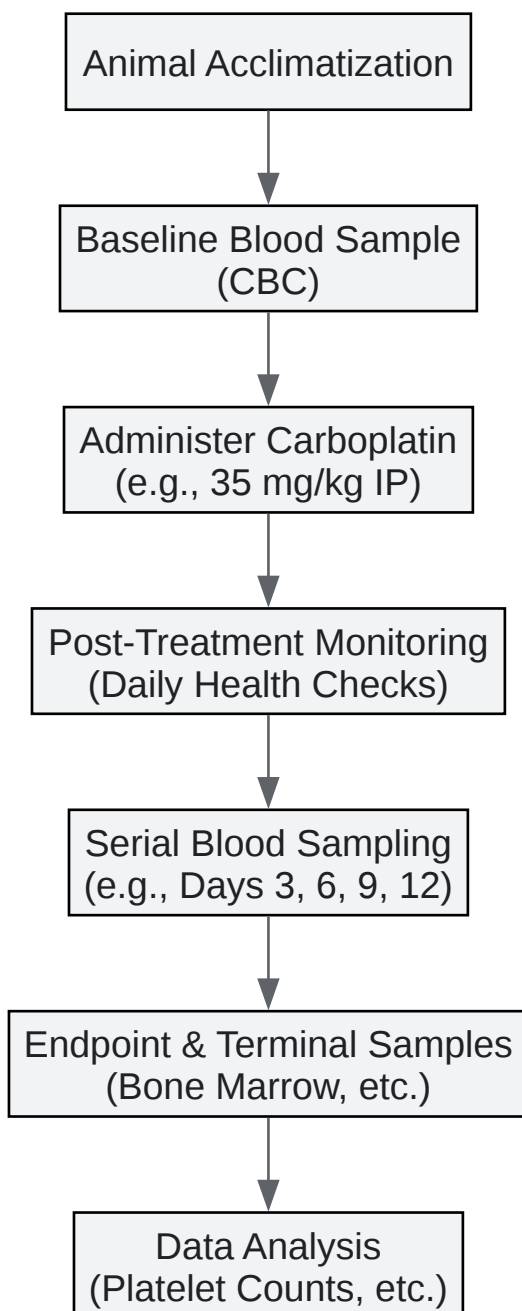 Animal Acclimatization
Baseline Blood Sample
(CBC)
Administer Carboplatin
(e.g., 35 mg/kg IP)
Post-Treatment Monitoring
(Daily Health Checks)
Serial Blood Sampling
(e.g., Days 3, 6, 9, 12)
Endpoint & Terminal Samples
(Bone Marrow, etc.)
Data Analysis
(Platelet Counts, etc.)